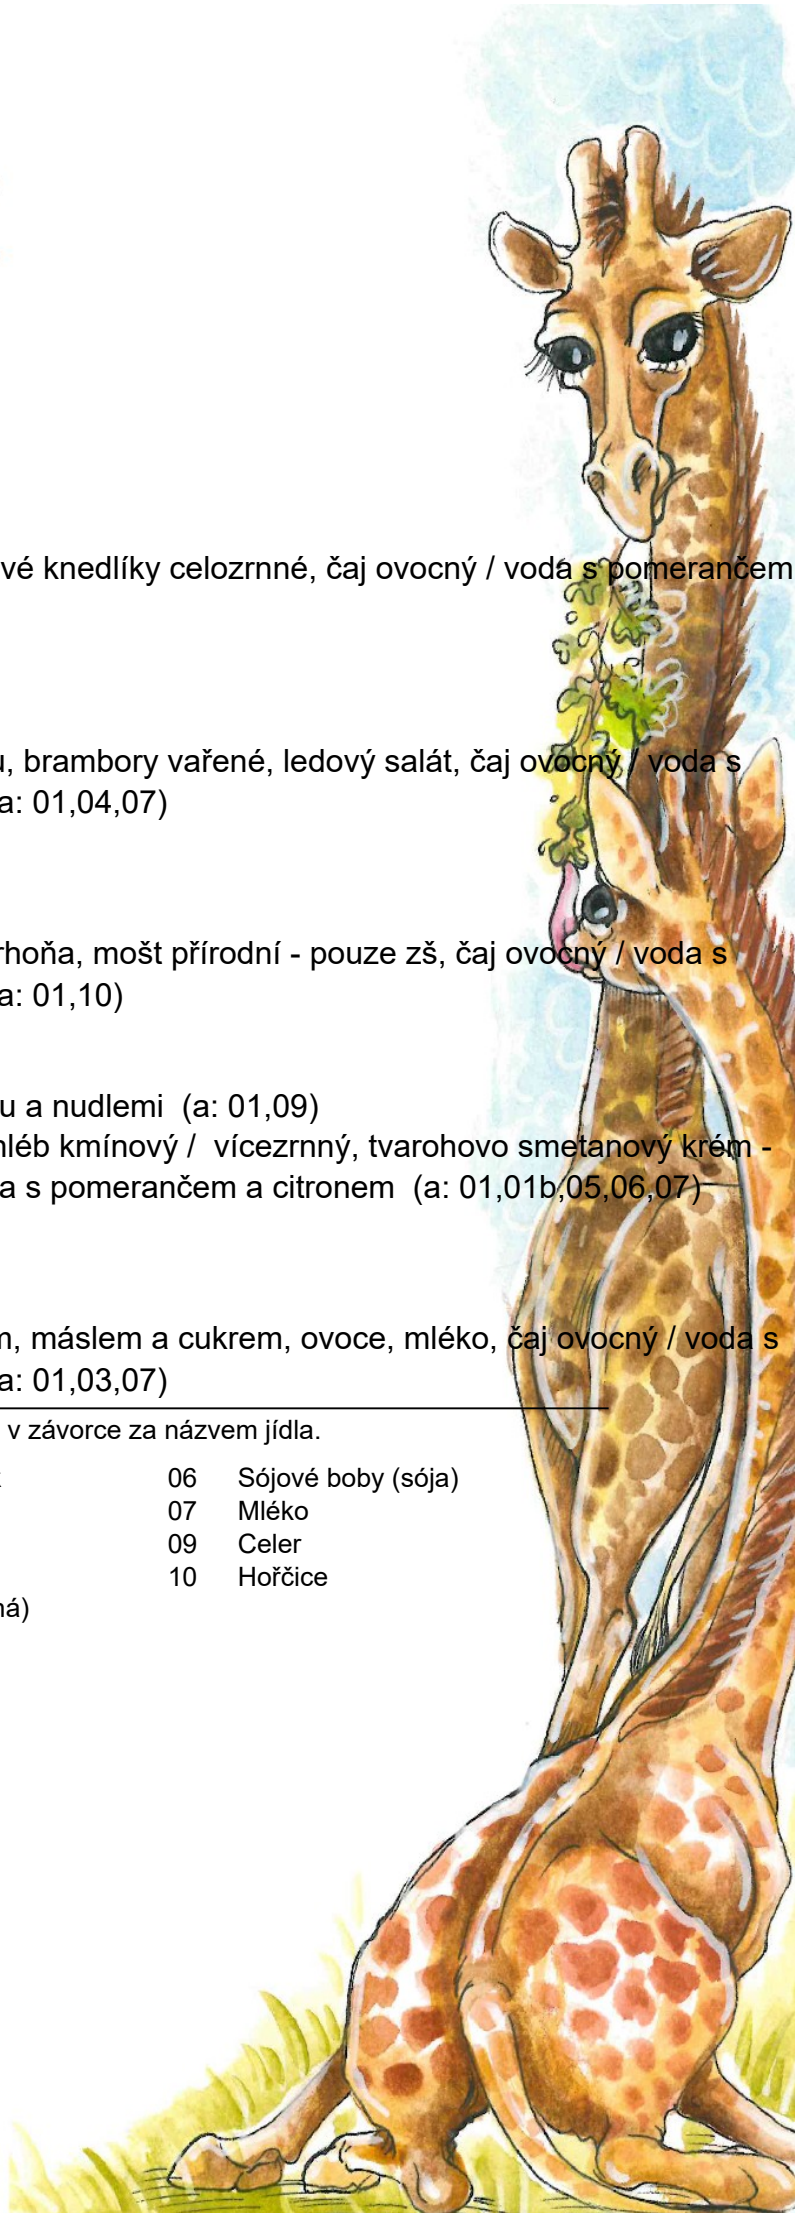 vé knedlíky celozrnné, čaj ovocný / voda s pomerančem
u, brambory vařené, ledový salát, čaj ovocný / voda s
a: 01,04,07)
rhoňa, mošt přírodní - pouze zš, čaj ovocný / voda s
a: 01,10)
u a nudlemi (a: 01,09)
hléb kmínový / vícezrnný, tvarohovo smetanový krém -
a s pomerančem a citronem (a: 01,01b,05,06,07)
m, máslem a cukrem, ovoce, mléko, čaj ovocný / voda s
a: 01,03,07)
v závorce za názvem jídla.
06 Sójové boby (sója)
07 Mléko
09 Celer
10 Hořčice
ná)